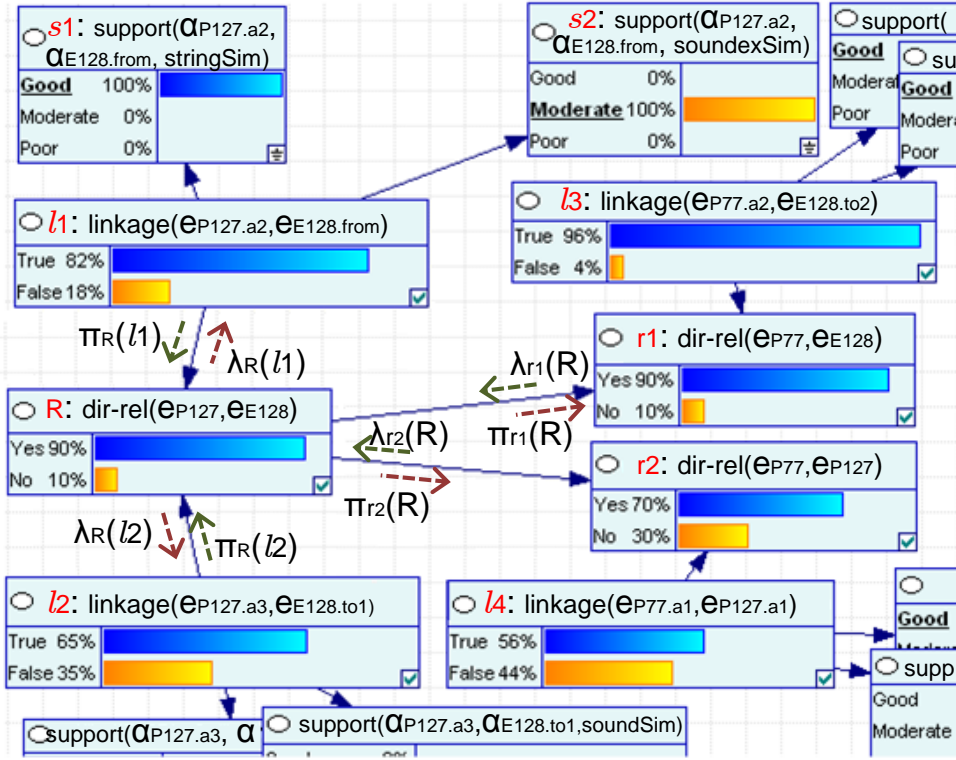 s1: support(αP127.a2,
αE128.from, stringSim)
Good 100%
Moderate 0%
Poor 0%
s2: support(αP127.a2,
αE128.from, soundexSim)
Good 0%
Moderate 100%
Poor 0%
support(
Good
Poor
Good
Poor
l1: linkage(eP127.a2,eE128.from)
True 82%
False 18%
l3: linkage(eP77.a2,eE128.to2)
True 96%
False 4%
πR(l1)
λR(l1)
r1: dir-rel(eP77,eE128)
Yes 90%
No 10%
λr1(R)
πr1(R)
R: dir-rel(eP127,eE128)
Yes 90%
No 10%
λr2(R)
πr2(R)
r2: dir-rel(eP77,eP127)
Yes 70%
No 30%
λR(l2)
πR(l2)
l2: linkage(eP127.a3,eE128.to1)
True 65%
False 35%
l4: linkage(eP77.a1,eP127.a1)
True 56%
False 44%
Good
supp
Good
Moderate
support(αP127.a3, α
support(αP127.a3,αE128.to1,soundSim)